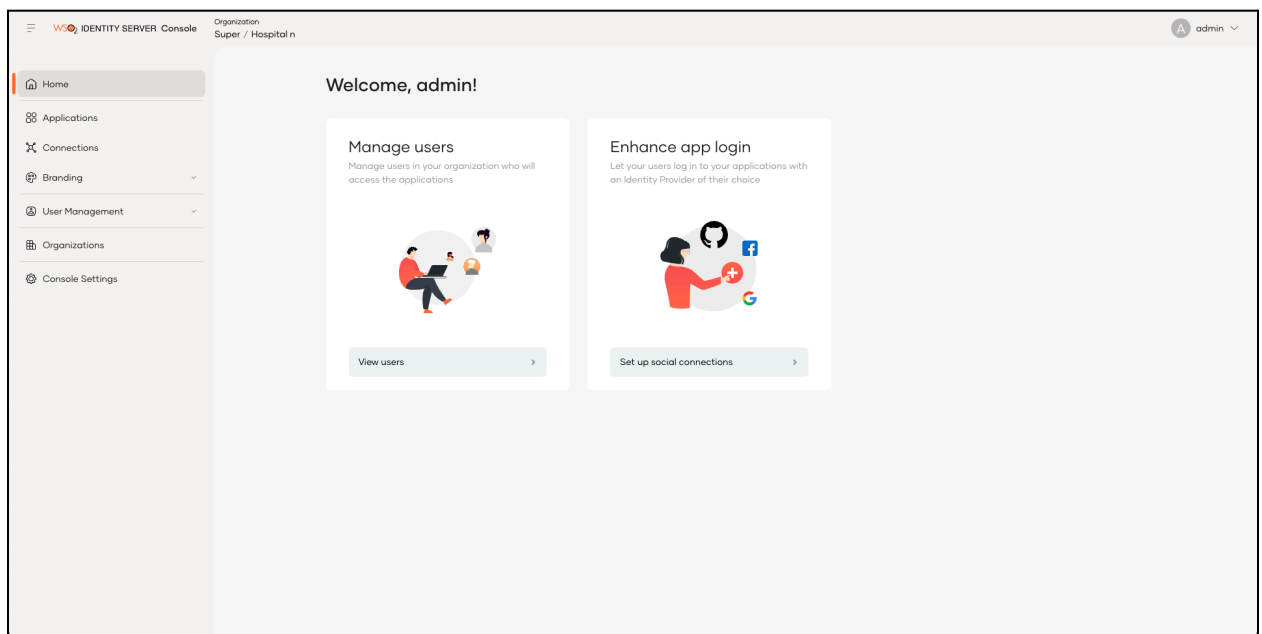 WSO2 IDENTITY SERVER Console
Organization
Super / Hospital n
A admin
Home
Applications
Connections
Branding
User Management
Organizations
Console Settings
Welcome, admin!
Manage users
Manage users in your organization who will
access the applications
View users
Enhance app login
Let your users log in to your applications with
an Identity Provider of their choice
Set up social connections